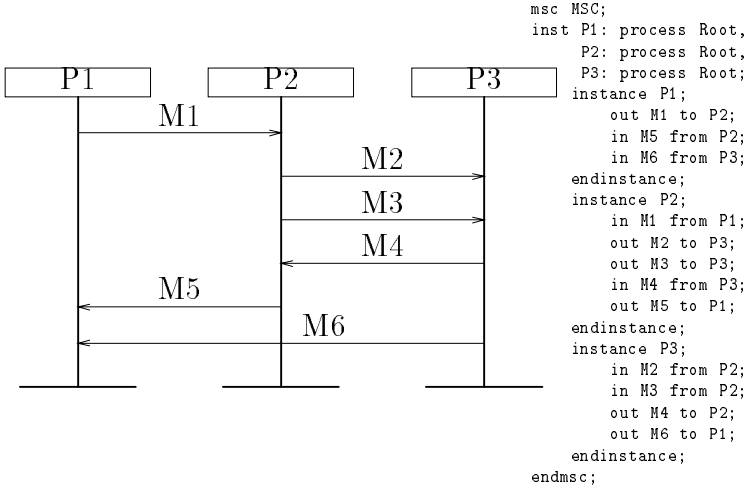 P1
P2
P3
M1
M2
M3
M4
M5
M6
msc MSC;
inst P1: process Root,
P2: process Root,
P3: process Root;
instance P1;
out M1 to P2;
in M5 from P2;
in M6 from P3;
endinstance;
instance P2;
in M1 from P1;
out M2 to P3;
out M3 to P3;
in M4 from P3;
out M5 to P1;
endinstance;
instance P3;
in M2 from P2;
in M3 from P2;
out M4 to P2;
out M6 to P1;
endinstance;
endmsc;